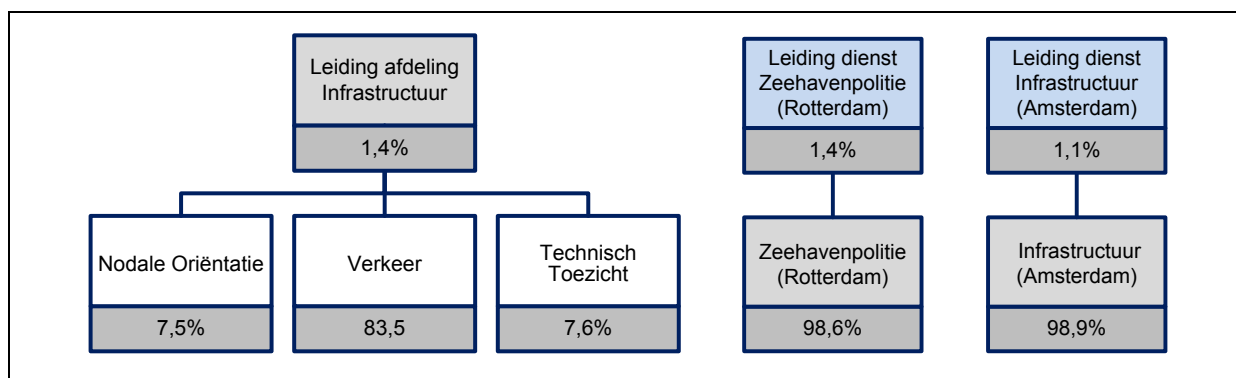 Leiding afdeling
Infrastructuur
1,4%
Nodale Oriëntatie
7,5%
Verkeer
83,5
Technisch
Toezicht
7,6%
Leiding dienst
Zeehavenpolitie
(Rotterdam)
1,4%
Zeehavenpolitie
(Rotterdam)
98,6%
Leiding dienst
Infrastructuur
(Amsterdam)
1,1%
Infrastructuur
(Amsterdam)
98,9%